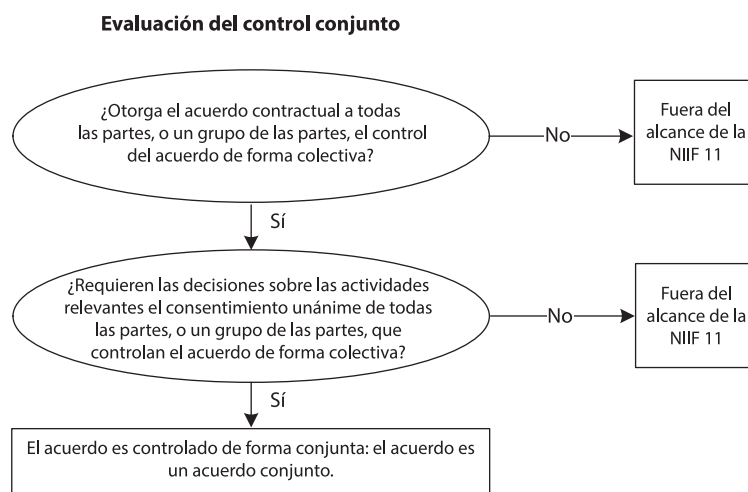 Evaluación del control conjunto
¿Otorga el acuerdo contractual a todas
las partes, o un grupo de las partes, el control
del acuerdo de forma colectiva?
No
Fuera del
alcance de la
NIIF 11
Sí
¿Requieren las decisiones sobre las actividades
relevantes el consentimiento unánime de todas
las partes, o un grupo de las partes, que
controlan el acuerdo de forma colectiva?
No
Fuera del
alcance de la
NIIF 11
Sí
El acuerdo es controlado de forma conjunta: el acuerdo es
un acuerdo conjunto.